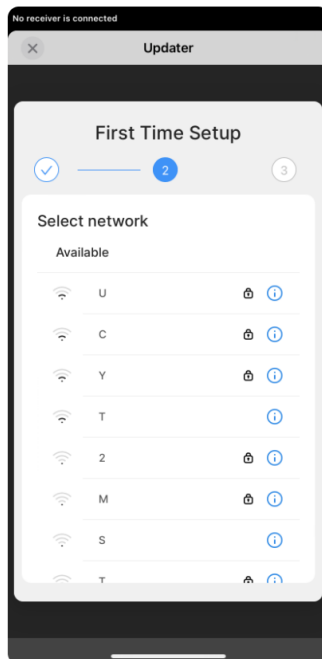 No receiver is connected
Updater
First Time Setup
2
3
Select network
Available
U
C
Y
T
2
M
S
T